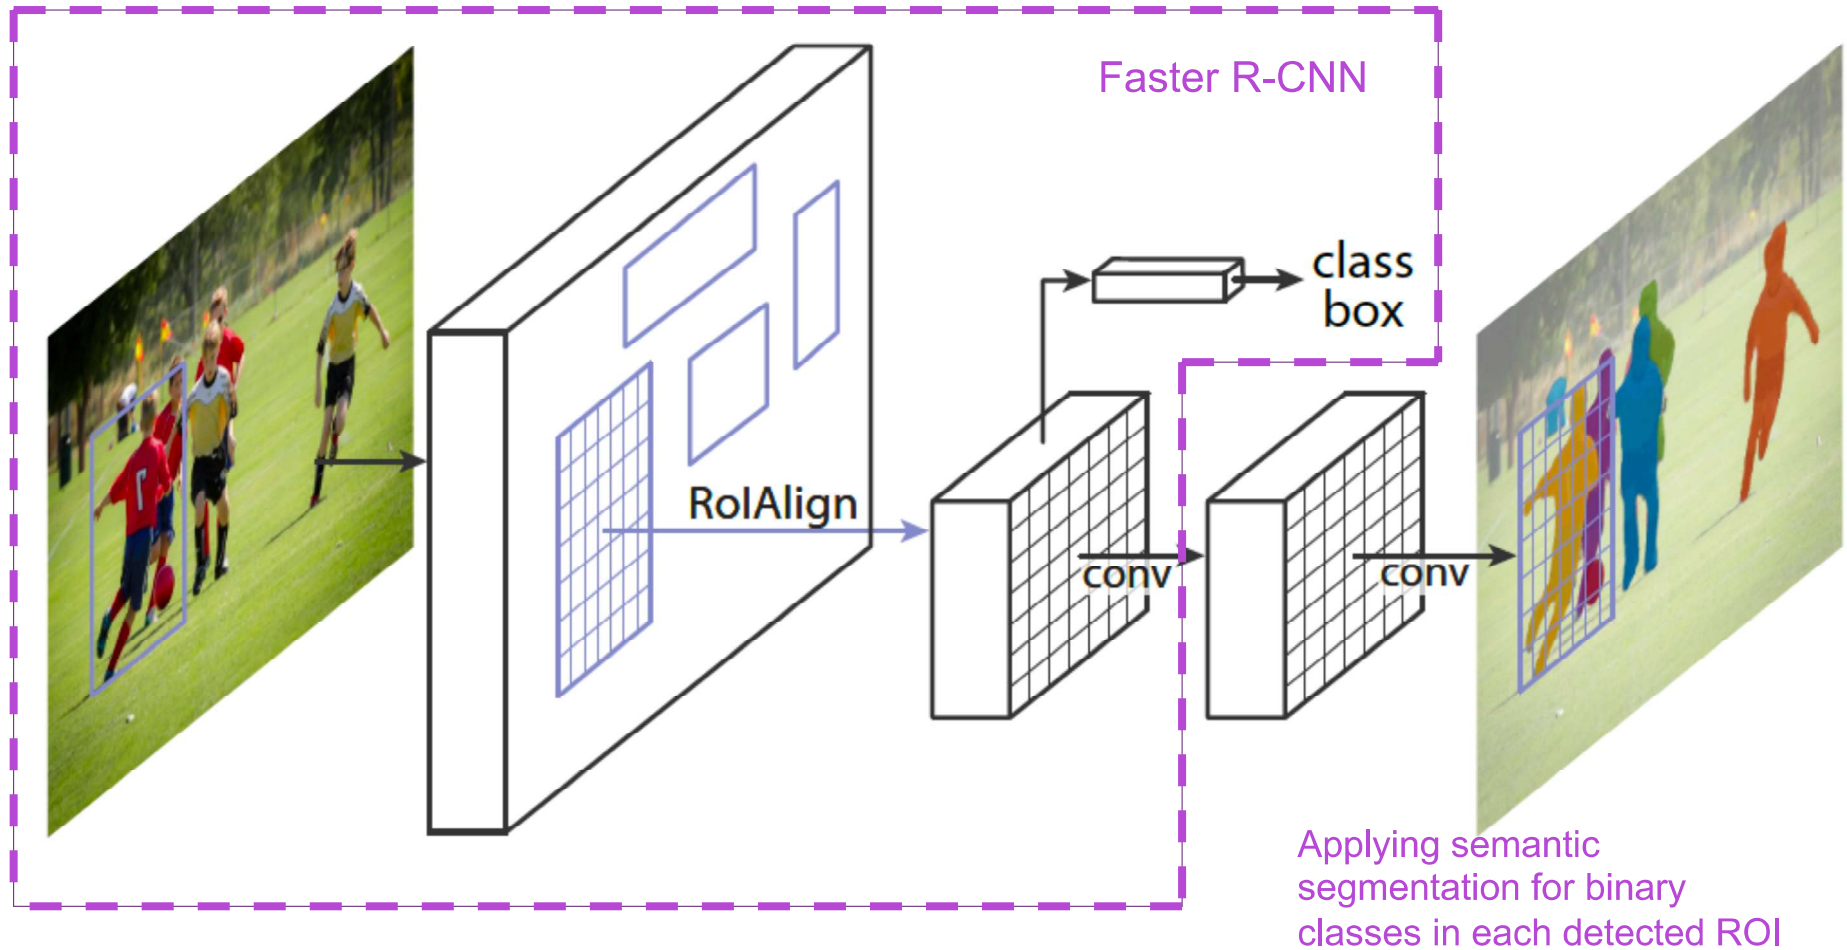 Faster R-CNN
class
box
RoIAlign
conv
conv
Applying semantic
segmentation for binary
classes in each detected ROI